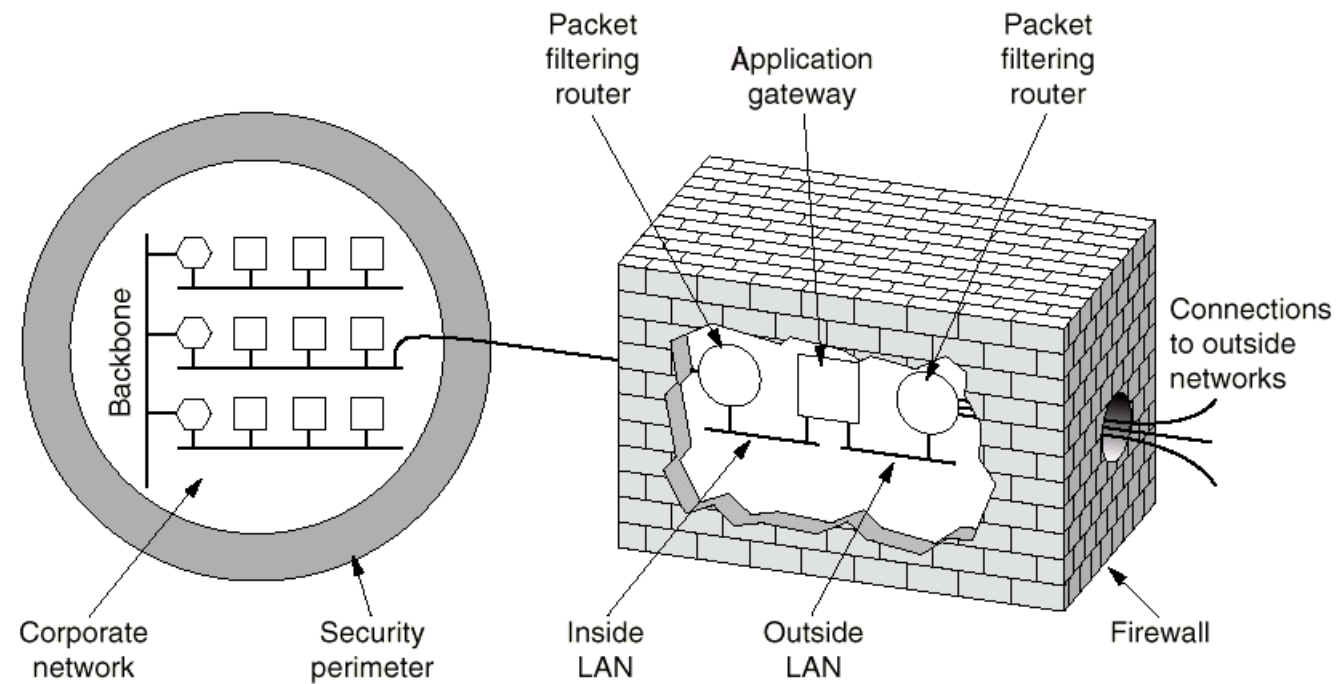 Packet
filtering
router
Application
gateway
Packet
filtering
router
Connections
to outside
networks
Backbone
Corporate
network
Security
perimeter
Inside
LAN
Outside
LAN
Firewall